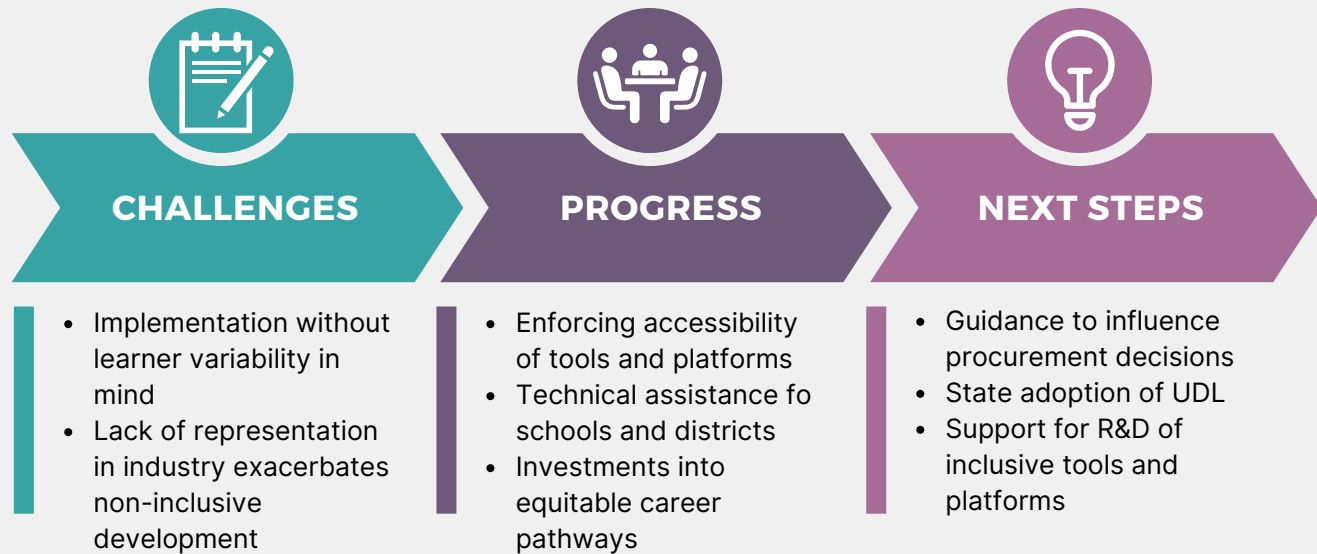 CHALLENGES
• Implementation without
learner variability in
mind
• Lack of representation
in industry exacerbates
non-inclusive
development
PROGRESS
• Enforcing accessibility
of tools and platforms
• Technical assistance fo
schools and districts
• Investments into
equitable career
pathways
NEXT STEPS
• Guidance to influence
procurement decisions
• State adoption of UDL
• Support for R&D of
inclusive tools and
platforms